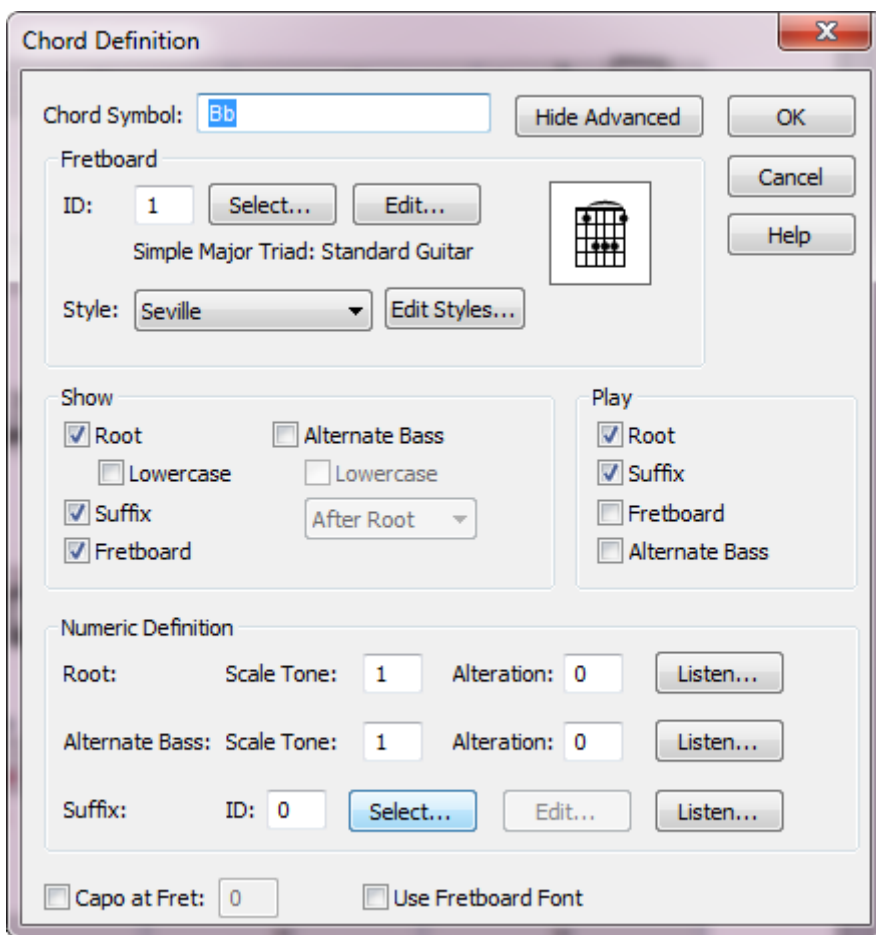 Chord Definition
Chord Symbol: Bb Hide Advanced OK
Cancel
Help
Fretboard
ID: 1 Select... Edit...
Simple Major Triad: Standard Guitar
Style: Seville Edit Styles...
Show
Root Alternate Bass
Lowercase Lowercase
Suffix After Root
Fretboard
Play
Root
Suffix
Fretboard
Alternate Bass
Numeric Definition
Root: Scale Tone: 1 Alteration: 0 Listen...
Alternate Bass: Scale Tone: 1 Alteration: 0 Listen...
Suffix: ID: 0 Select... Edit... Listen...
Capo at Fret: 0 Use Fretboard Font